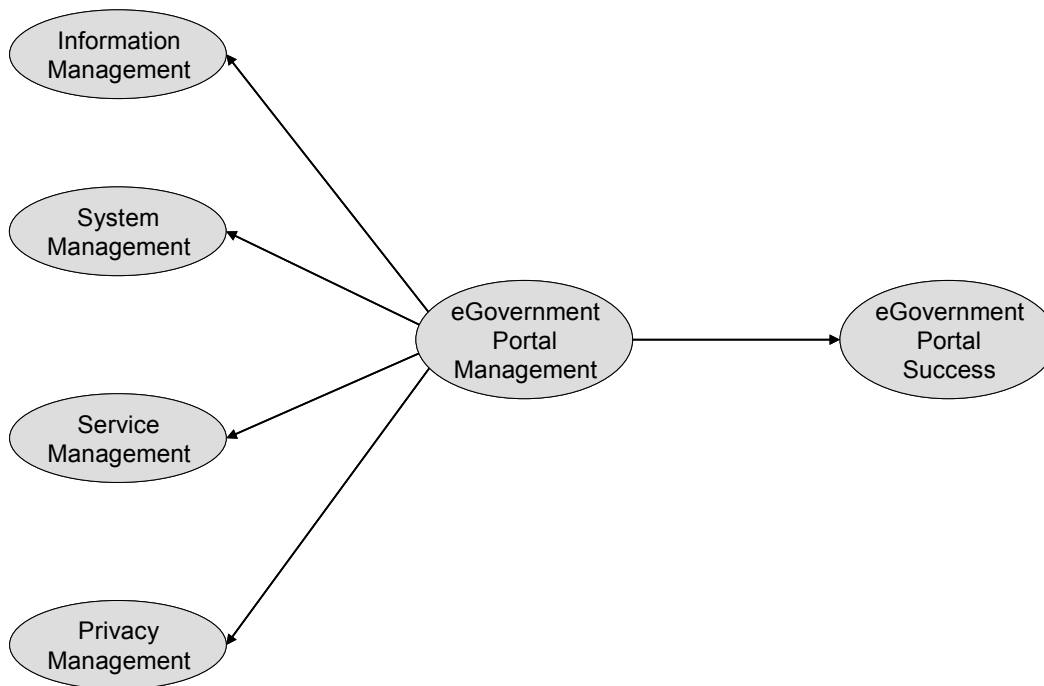 Information
Management
System
Management
eGovernment
Portal
Management
eGovernment
Portal
Success
Service
Management
Privacy
Management